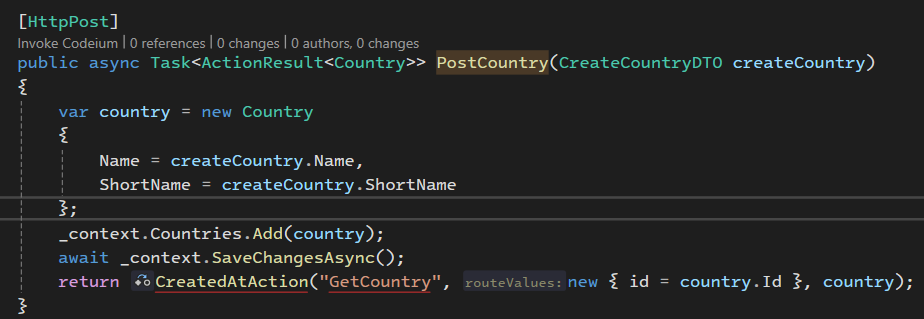 [HttpPost]
Invoke Codeium | 0 references | 0 changes | 0 authors, 0 changes
public async Task<ActionResult<Country>> PostCountry(CreateCountryDTO createCountry)
{
    var country = new Country
    {
        Name = createCountry.Name,
        ShortName = createCountry.ShortName
    };
    _context.Countries.Add(country);
    await _context.SaveChangesAsync();
    return CreatedAtAction("GetCountry", routeValues: new { id = country.Id }, country);
}